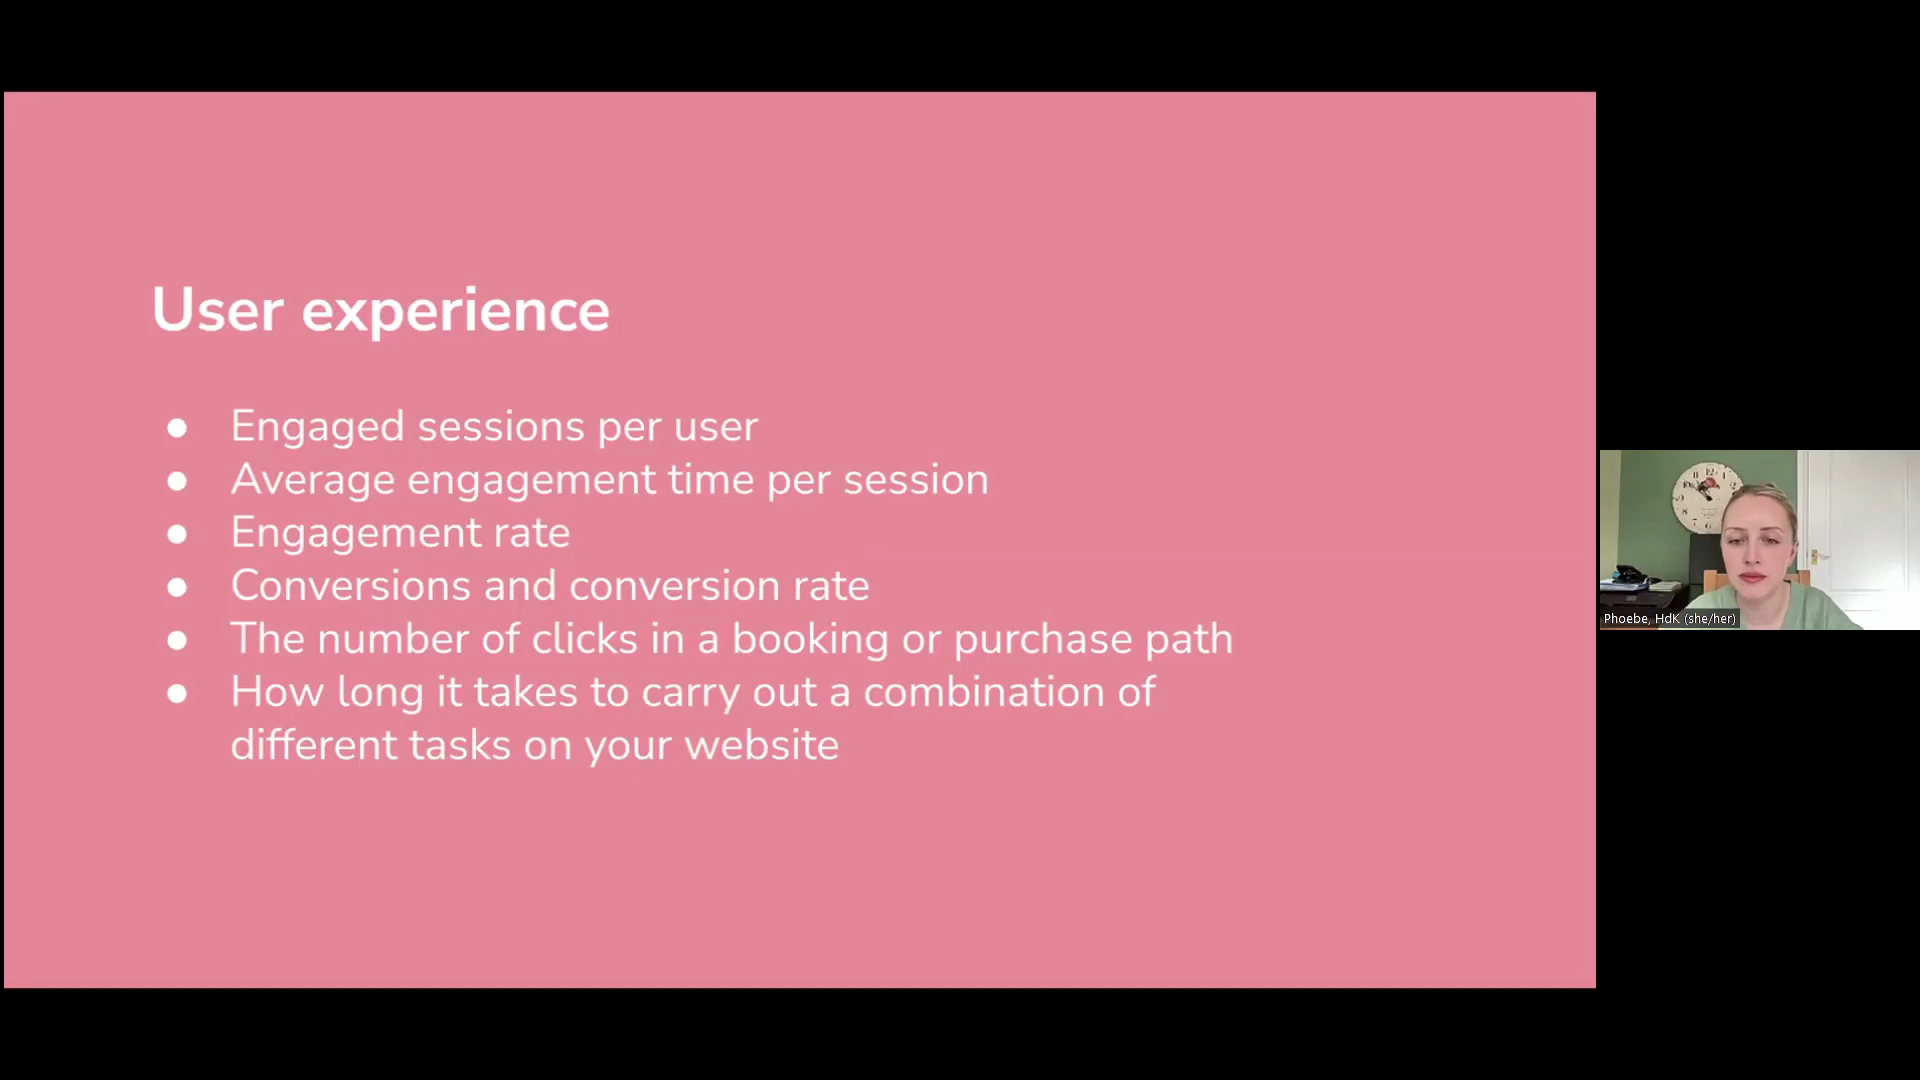 User experience
● Engaged sessions per user
● Average engagement time per session
● Engagement rate
● Conversions and conversion rate
● The number of clicks in a booking or purchase path
● How long it takes to carry out a combination of
different tasks on your website
Phoebe, HdK (she/her)